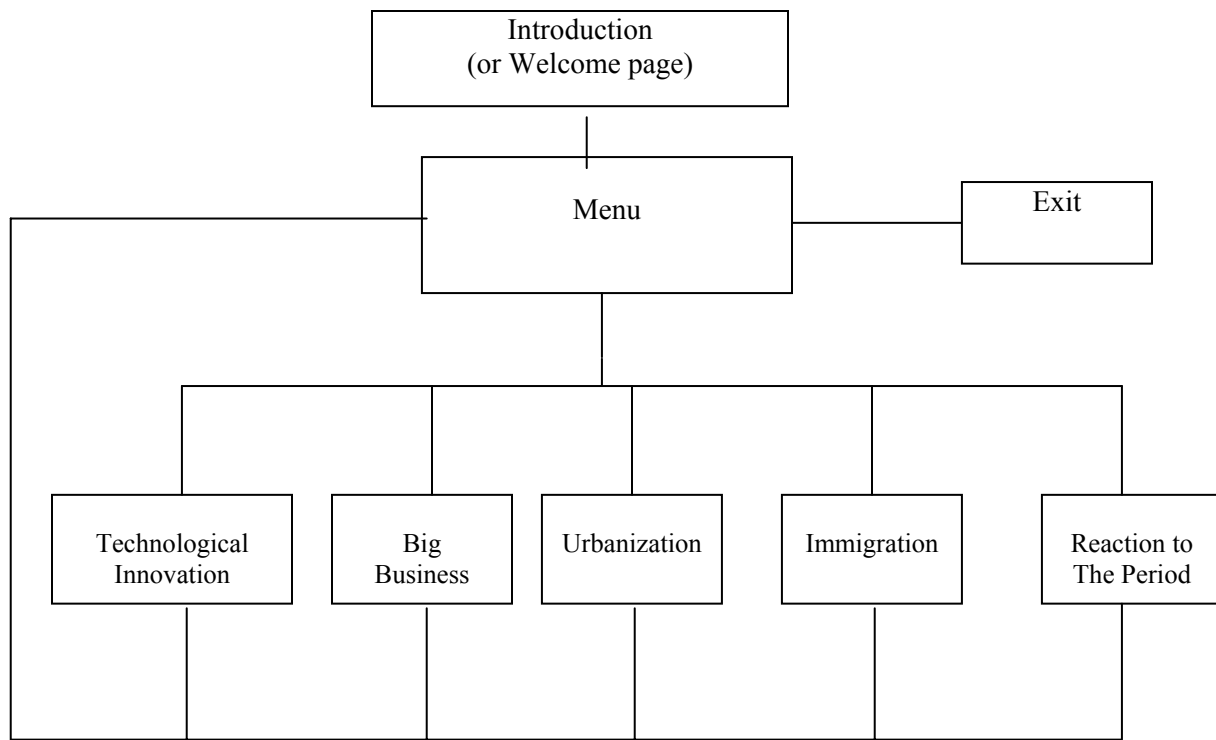 Introduction
(or Welcome page)
Menu
Exit
Technological
Innovation
Big
Business
Urbanization
Immigration
Reaction to
The Period